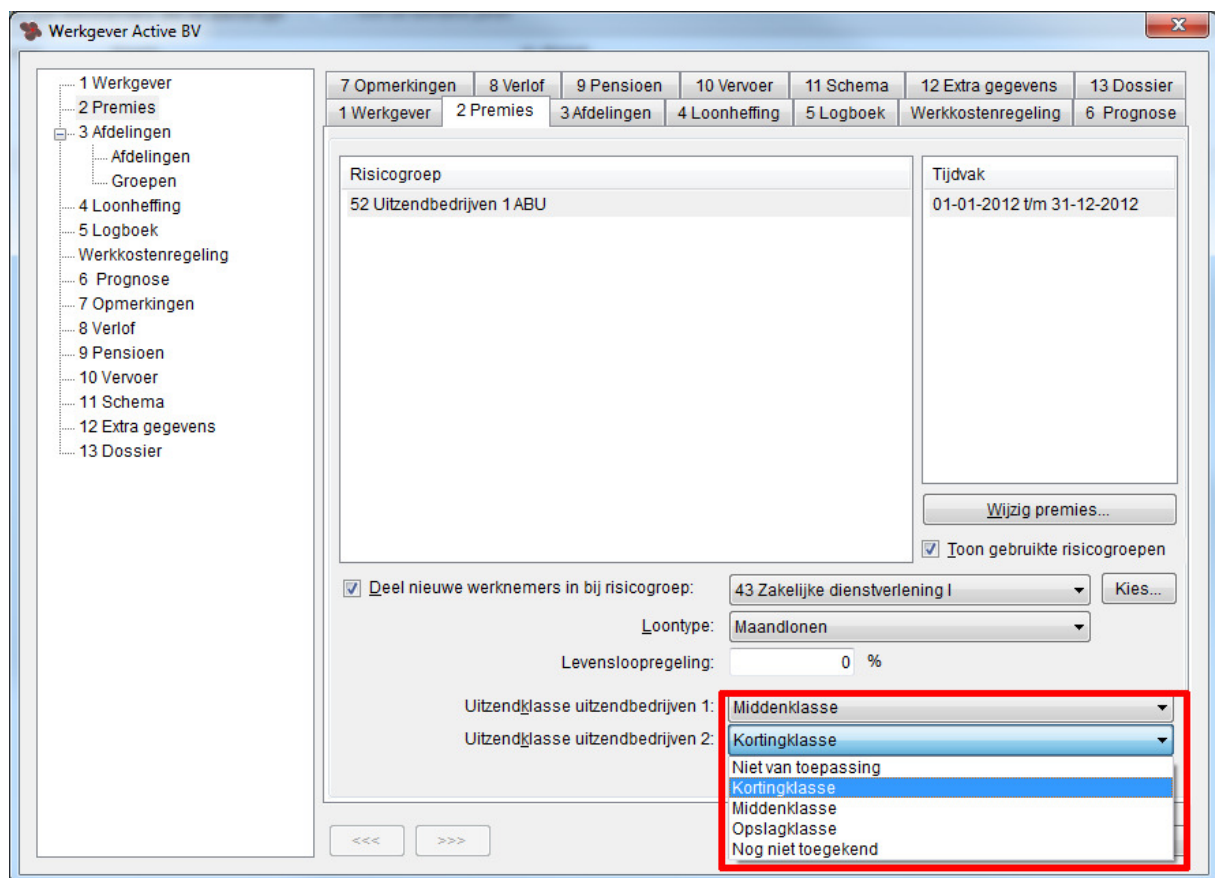 Werkgever Active BV
1 Werkgever
2 Premies
3 Afdelingen
Afdelingen
Groepen
4 Loonheffing
5 Logboek
Werkkostenregeling
6 Prognose
7 Opmerkingen
8 Verlof
9 Pensioen
10 Vervoer
11 Schema
12 Extra gegevens
13 Dossier
7 Opmerkingen 8 Verlof 9 Pensioen 10 Vervoer 11 Schema 12 Extra gegevens 13 Dossier
1 Werkgever 2 Premies 3 Afdelingen 4 Loonheffing 5 Logboek Werkkostenregeling 6 Prognose
Risicogroep
52 Uitzendbedrijven 1 ABU
Tijdvak
01-01-2012 t/m 31-12-2012
Wijzig premies...
Toon gebruikte risicogroepen
Deel nieuwe werknemers in bij risicogroep: 43 Zakelijke dienstverlening I Kies...
Loontype: Maandlonen
Levensloopregeling: 0 %
Uitzendklasse uitzendbedrijven 1: Middenklasse
Uitzendklasse uitzendbedrijven 2: Kortingklasse
Niet van toepassing
Kortingklasse
Middenklasse
Opslagklasse
Nog niet toegekend
<<< >>>